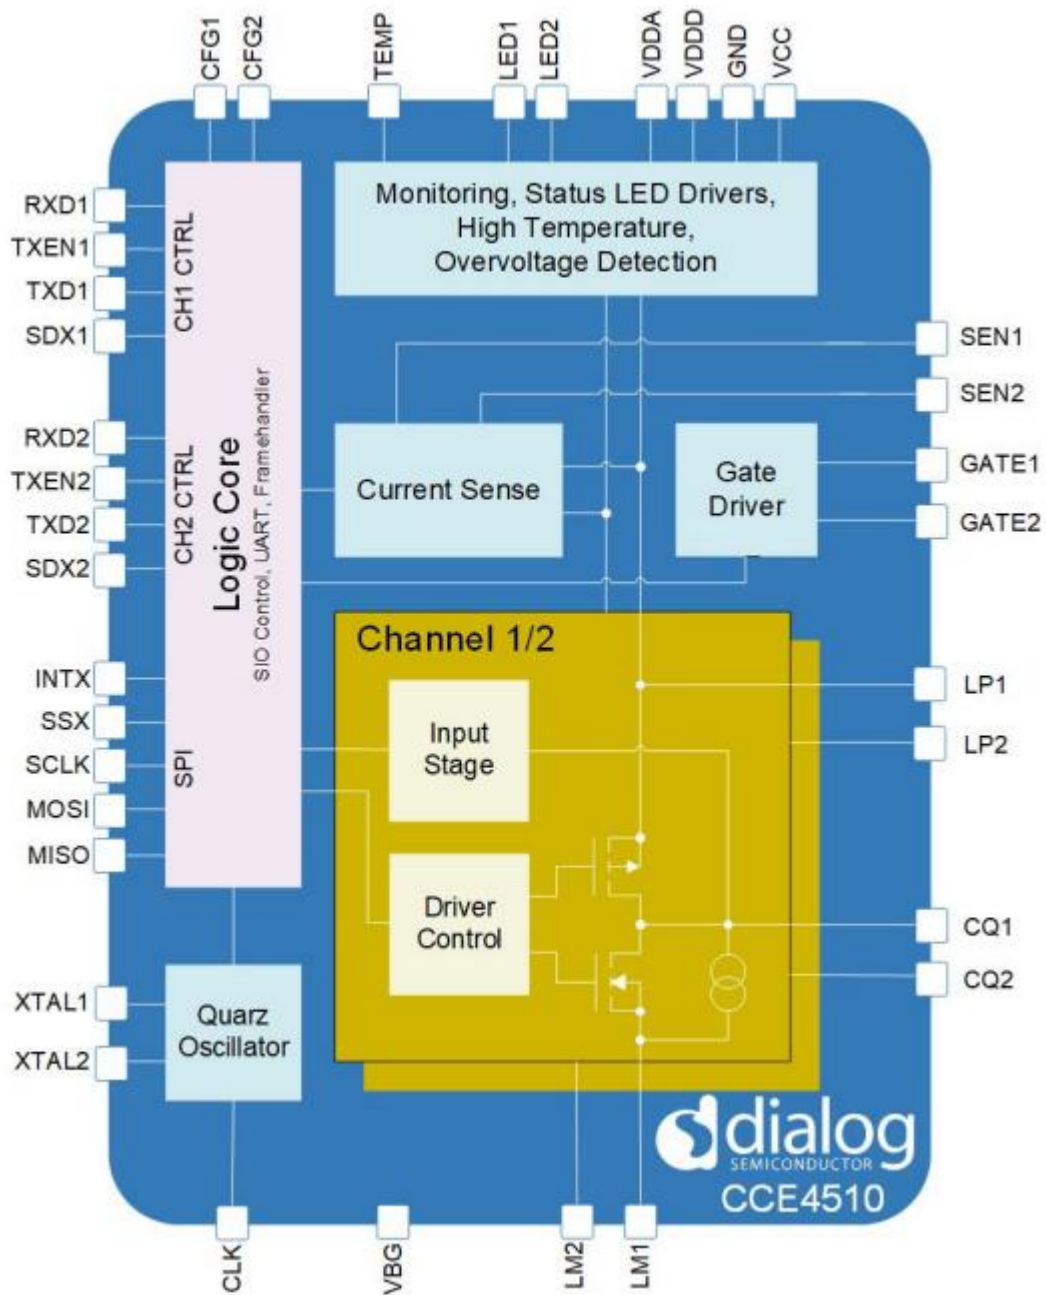 CFG1
CFG2
TEMP
LED1
LED2
VDDA
VDDD
GND
VCC
RXD1
TXEN1
TXD1
SDX1
RXD2
TXEN2
TXD2
SDX2
INTX
SSX
SCLK
MOSI
MISO
XTAL1
XTAL2
CH1 CTRL
CH2 CTRL
SPI
Logic Core
SIO Control, UART, Framehandler
Monitoring, Status LED Drivers,
High Temperature,
Overvoltage Detection
Current Sense
Gate
Driver
Channel 1/2
Input
Stage
Driver
Control
Quarz
Oscillator
SEN1
SEN2
GATE1
GATE2
LP1
LP2
CQ1
CQ2
dialog
SEMICONDUCTOR
CCE4510
CLK
VBG
LM2
LM1